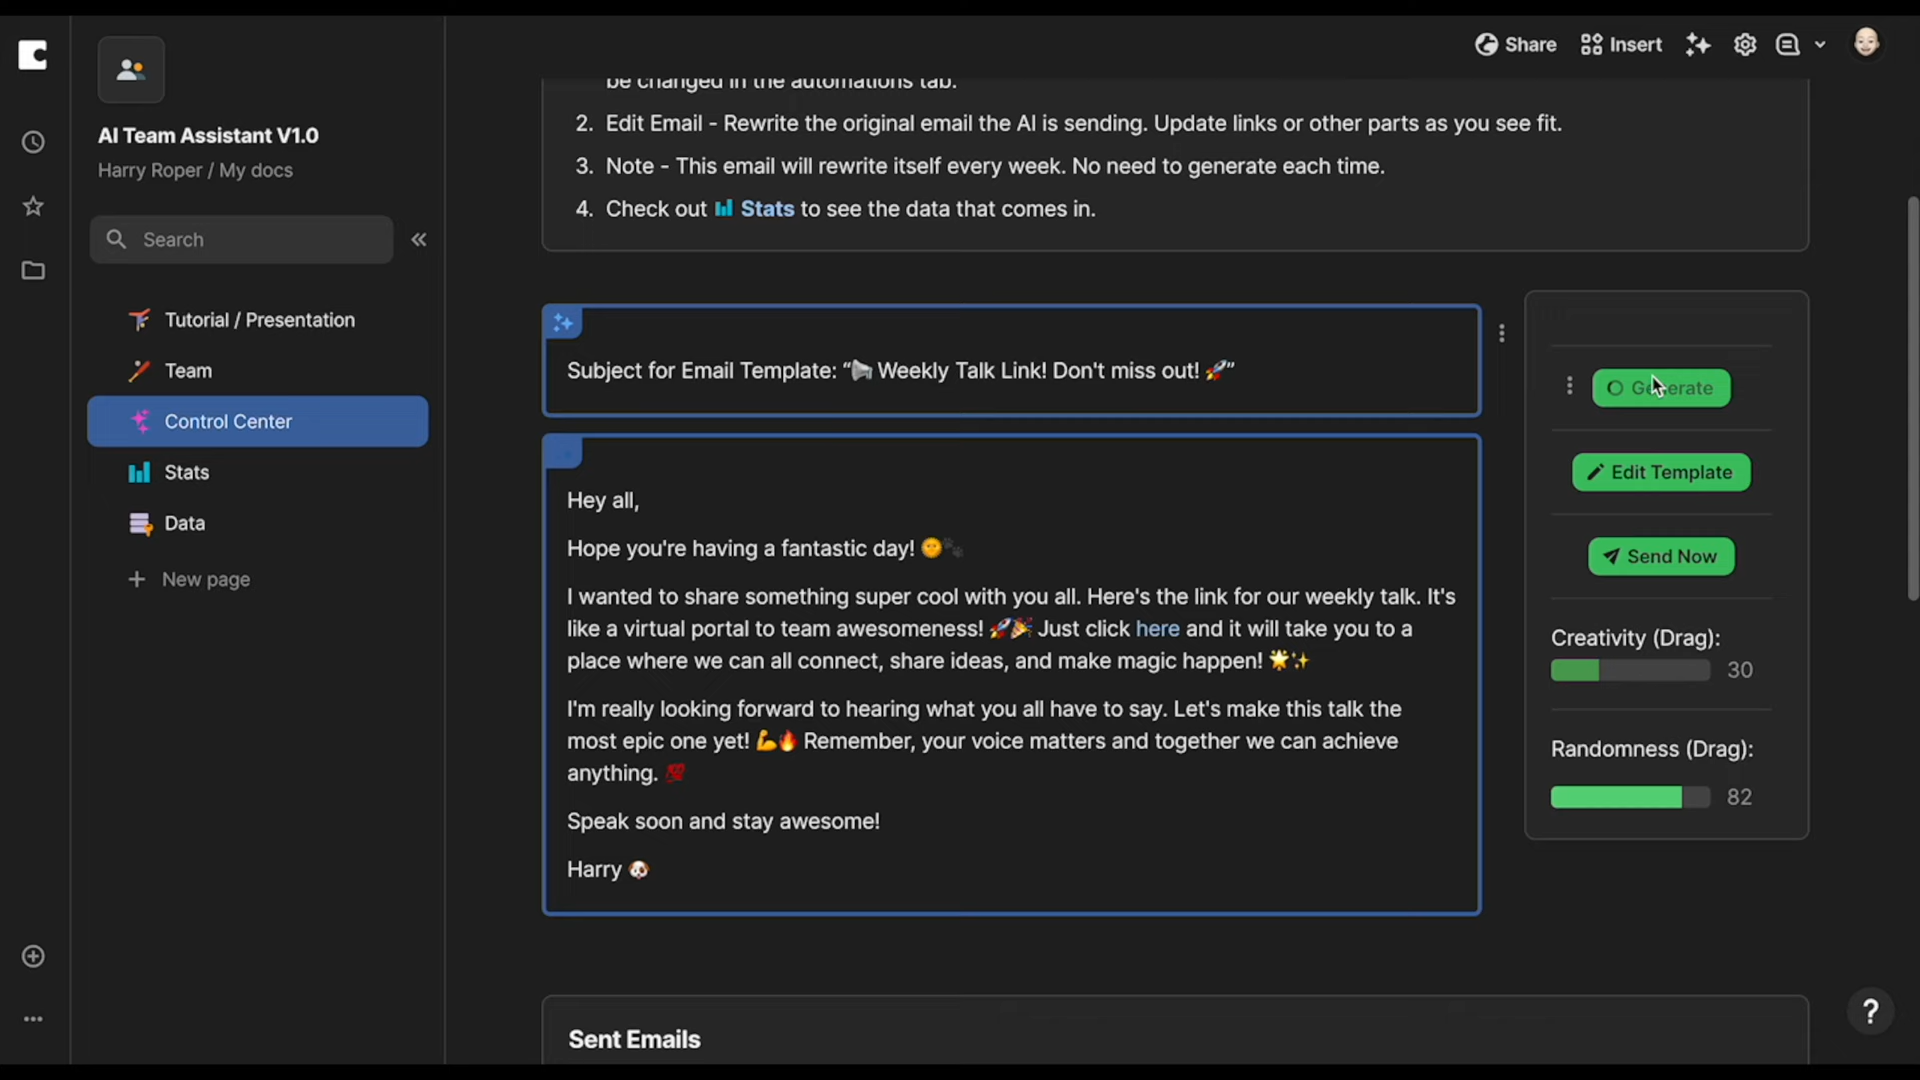 Share
Insert
AI Team Assistant V1.0
Harry Roper / My docs
Search
Tutorial / Presentation
Team
Control Center
Stats
Data
New page
be changed in the automations tab.
2. Edit Email - Rewrite the original email the AI is sending. Update links or other parts as you see fit.
3. Note - This email will rewrite itself every week. No need to generate each time.
4. Check out Stats to see the data that comes in.
Subject for Email Template: “📢 Weekly Talk Link! Don't miss out! 🚀”
Hey all,
Hope you're having a fantastic day! 🌞🐾
I wanted to share something super cool with you all. Here's the link for our weekly talk. It's
like a virtual portal to team awesomeness! 🚀🎉 Just click here and it will take you to a
place where we can all connect, share ideas, and make magic happen! 🌟✨
I'm really looking forward to hearing what you all have to say. Let's make this talk the
most epic one yet! 💪🔥 Remember, your voice matters and together we can achieve
anything. 💯
Speak soon and stay awesome!
Harry 🐶
Generate
Edit Template
Send Now
Creativity (Drag):
30
Randomness (Drag):
82
Sent Emails
?